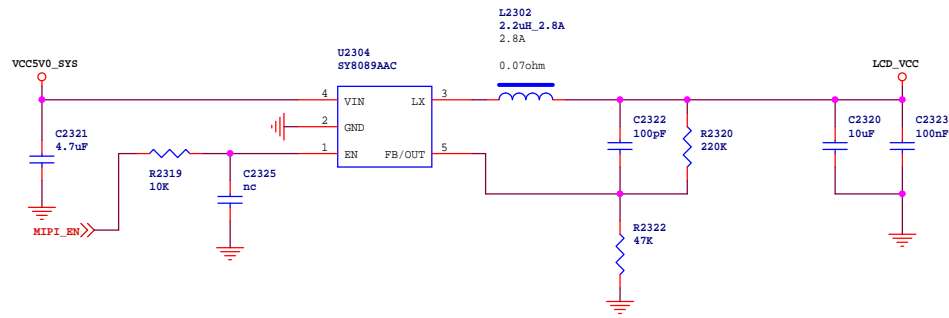 L2302
2.2uH_2.8A
2.8A
0.07ohm
VCC5V0_SYS
U2304
SY8089AAC
LCD_VCC
4
VIN
LX
3
2
GND
1
EN
FB/OUT
5
C2321
4.7uF
R2319
10K
C2325
nc
MIPI_EN
C2322
100pF
R2320
220K
C2320
10uF
C2323
100nF
R2322
47K